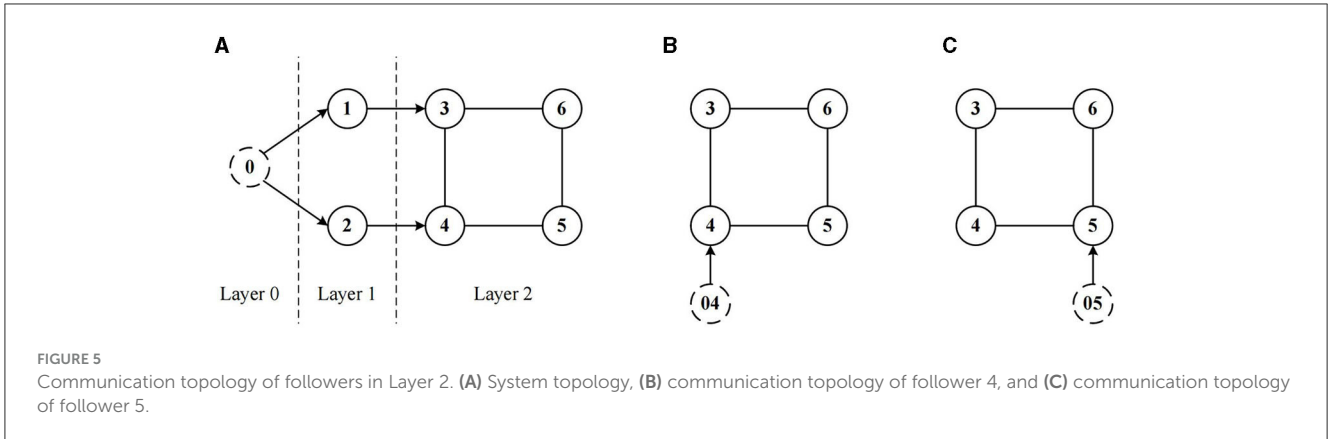 A
B
C
1
3
6
3
6
3
6
0
2
4
5
4
5
4
5
Layer 0
Layer 1
Layer 2
04
05
FIGURE 5
Communication topology of followers in Layer 2. (A) System topology, (B) communication topology of follower 4, and (C) communication topology
of follower 5.